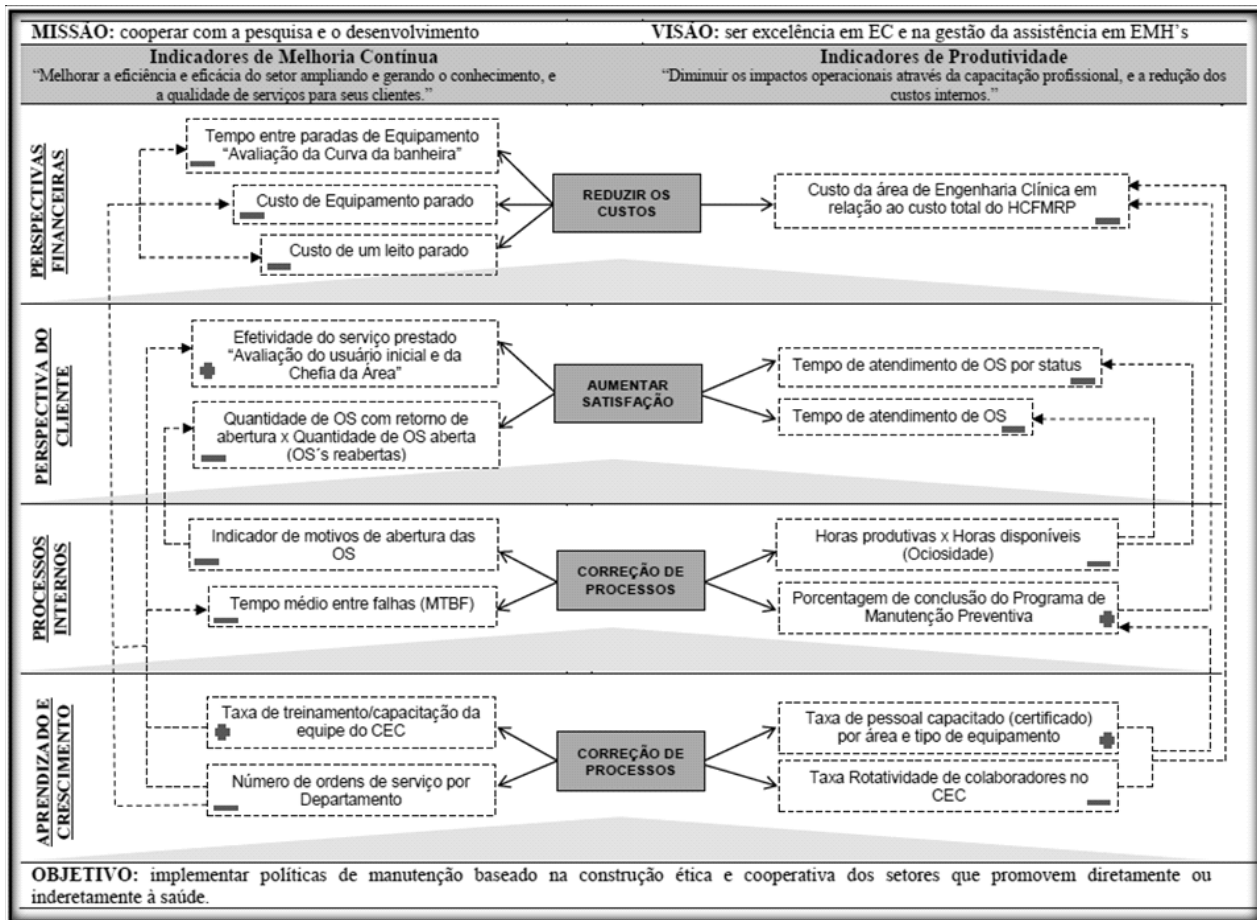 MISSÃO: cooperar com a pesquisa e o desenvolvimento
VISÃO: ser excelência em EC e na gestão da assistência em EMH's
Indicadores de Melhoria Contínua
“Melhorar a eficiência e eficácia do setor ampliando e gerando o conhecimento, e
a qualidade de serviços para seus clientes.”
Indicadores de Produtividade
“Diminuir os impactos operacionais através da capacitação profissional, e a redução dos
custos internos.”
PERSPECTIVAS
FINANCEIRAS
Tempo entre paradas de Equipamento
“Avaliação da Curva da banheira”
Custo de Equipamento parado
Custo de um leito parado
REDUZIR OS
CUSTOS
Custo da área de Engenharia Clínica em
relação ao custo total do HCFMRP
PERSPECTIVA DO
CLIENTE
Efetividade do serviço prestado
“Avaliação do usuário inicial e da
Chefia da Área”
Quantidade de OS com retorno de
abertura x Quantidade de OS aberta
(OS´s reabertas)
AUMENTAR
SATISFAÇÃO
Tempo de atendimento de OS por status
Tempo de atendimento de OS
PROCESSOS
INTERNOS
Indicador de motivos de abertura das
OS
Tempo médio entre falhas (MTBF)
CORREÇÃO DE
PROCESSOS
Horas produtivas x Horas disponíveis
(Ociosidade)
Porcentagem de conclusão do Programa de
Manutenção Preventiva
APRENDIZADO E
CRESCIMENTO
Taxa de treinamento/capacitação da
equipe do CEC
Número de ordens de serviço por
Departamento
CORREÇÃO DE
PROCESSOS
Taxa de pessoal capacitado (certificado)
por área e tipo de equipamento
Taxa Rotatividade de colaboradores no
CEC
OBJETIVO: implementar políticas de manutenção baseado na construção ética e cooperativa dos setores que promovem diretamente ou
inderetamente à saúde.